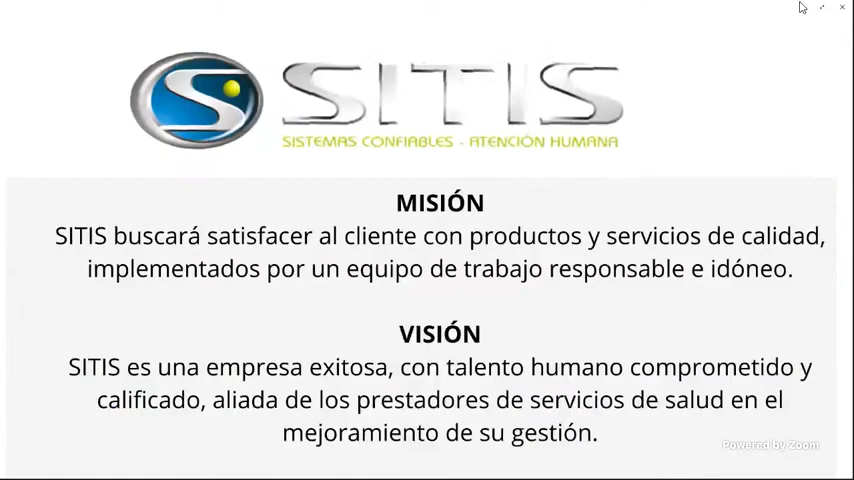 SITIS
SISTEMAS CONFIABLES - ATENCIÓN HUMANA
MISIÓN
SITIS buscará satisfacer al cliente con productos y servicios de calidad,
implementados por un equipo de trabajo responsable e idóneo.
VISIÓN
SITIS es una empresa exitosa, con talento humano comprometido y
calificado, aliada de los prestadores de servicios de salud en el
mejoramiento de su gestión.
Powered by Zoom